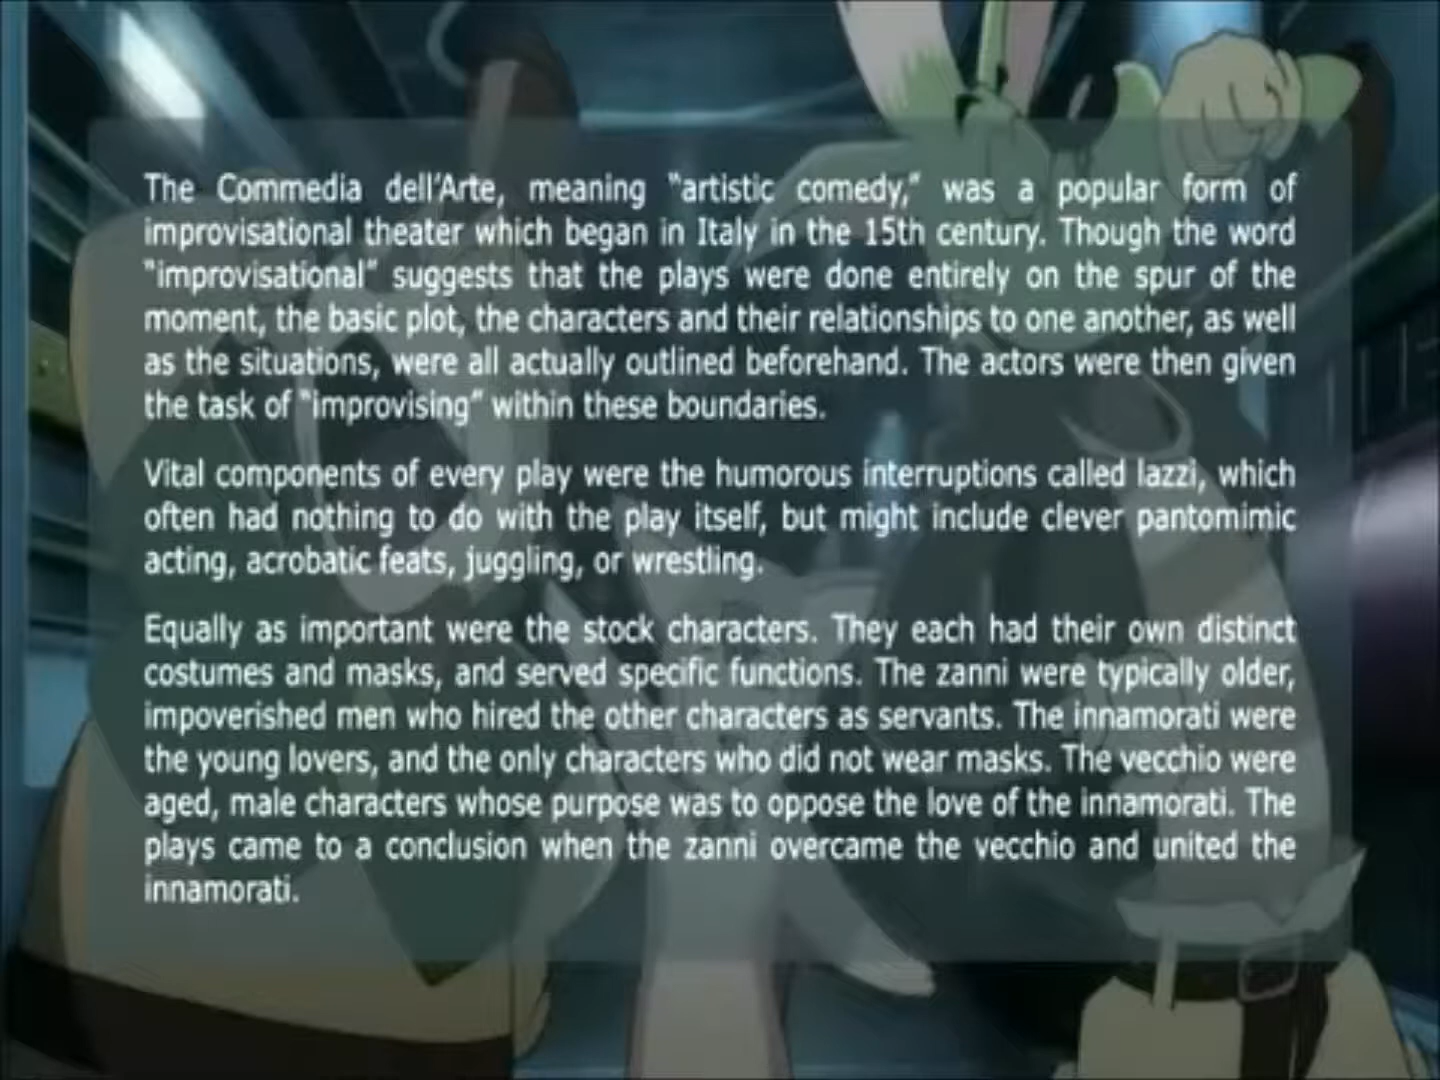 The Commedia dell'Arte, meaning "artistic comedy," was a popular form of
improvisational theater which began in Italy in the 15th century. Though the word
"improvisational" suggests that the plays were done entirely on the spur of the
moment, the basic plot, the characters and their relationships to one another, as well
as the situations, were all actually outlined beforehand. The actors were then given
the task of "improvising" within these boundaries.
Vital components of every play were the humorous interruptions called lazzi, which
often had nothing to do with the play itself, but might include clever pantomimic
acting, acrobatic feats, juggling, or wrestling.
Equally as important were the stock characters. They each had their own distinct
costumes and masks, and served specific functions. The zanni were typically older,
impoverished men who hired the other characters as servants. The innamorati were
the young lovers, and the only characters who did not wear masks. The vecchio were
aged, male characters whose purpose was to oppose the love of the innamorati. The
plays came to a conclusion when the zanni overcame the vecchio and united the
innamorati.